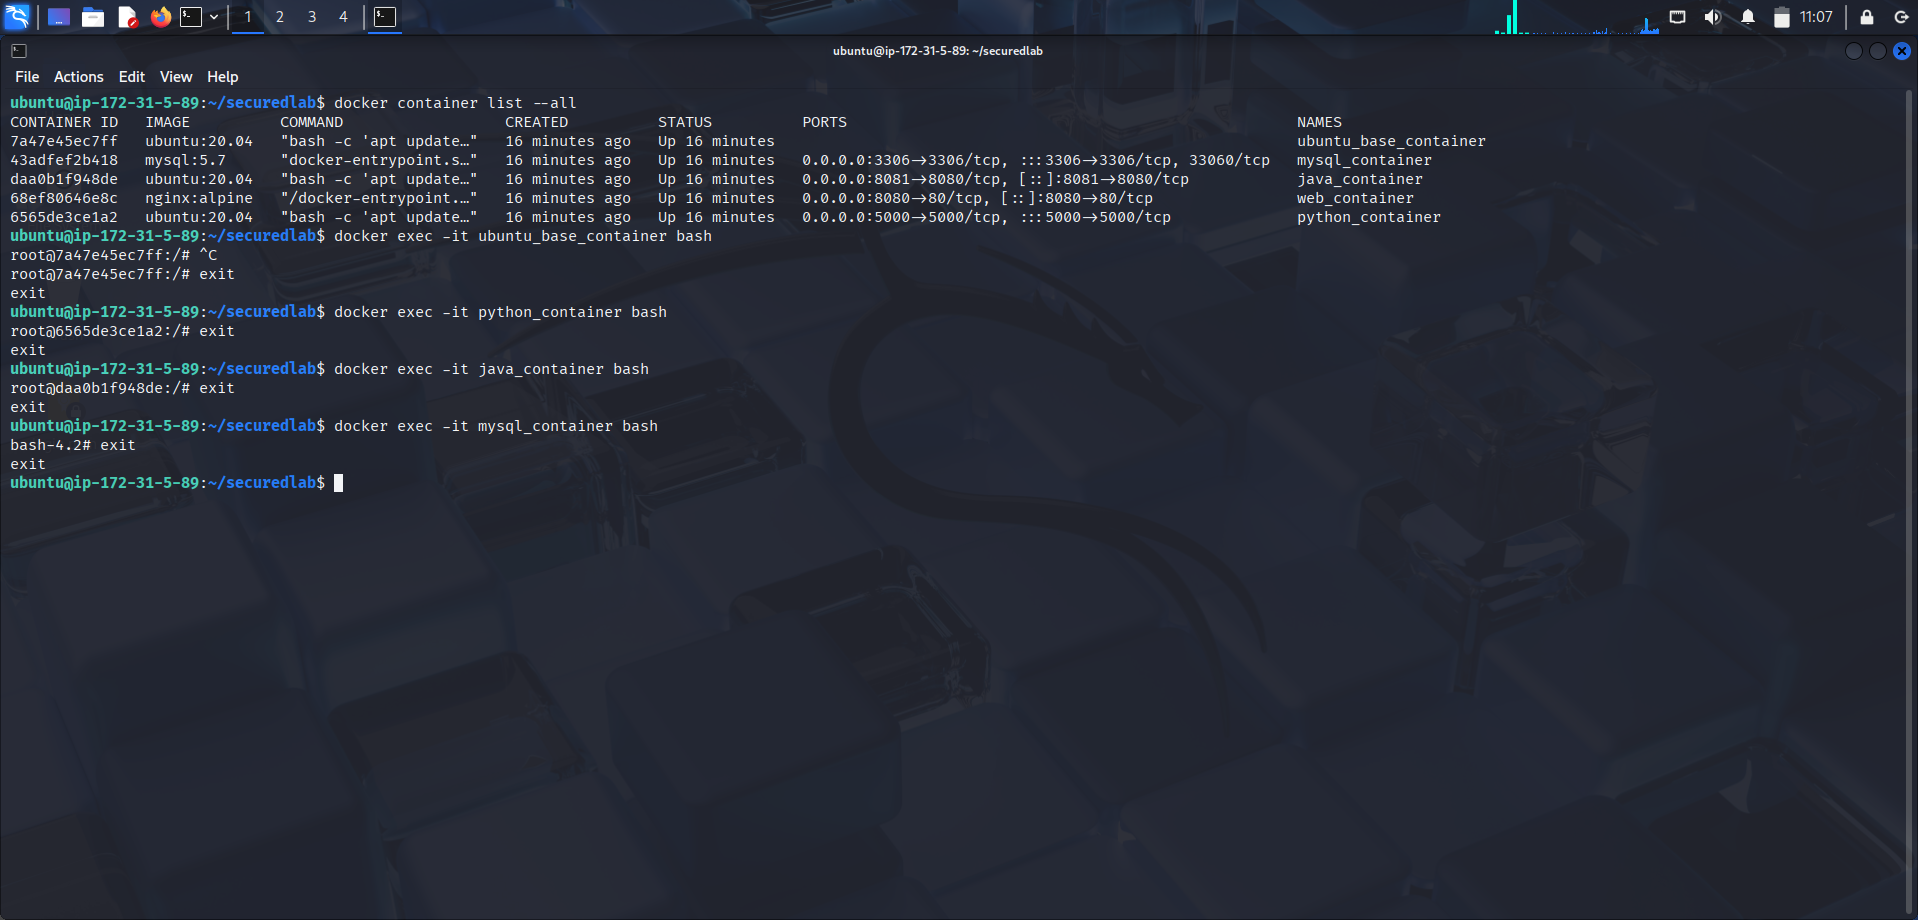 1 2 3 4 11:07
ubuntu@ip-172-31-5-89: ~/securedlab
File Actions Edit View Help
ubuntu@ip-172-31-5-89:~/securedlab$ docker container list --all
CONTAINER ID IMAGE COMMAND CREATED STATUS PORTS NAMES
7a47e45ec7ff ubuntu:20.04 "bash -c 'apt update…" 16 minutes ago Up 16 minutes ubuntu_base_container
43adfef2b418 mysql:5.7 "docker-entrypoint.s…" 16 minutes ago Up 16 minutes 0.0.0.0:3306->3306/tcp, :::3306->3306/tcp, 33060/tcp mysql_container
daa0b1f948de ubuntu:20.04 "bash -c 'apt update…" 16 minutes ago Up 16 minutes 0.0.0.0:8081->8080/tcp, [::]:8081->8080/tcp java_container
68ef80646e8c nginx:alpine "/docker-entrypoint.…" 16 minutes ago Up 16 minutes 0.0.0.0:8080->80/tcp, [::]:8080->80/tcp web_container
6565de3ce1a2 ubuntu:20.04 "bash -c 'apt update…" 16 minutes ago Up 16 minutes 0.0.0.0:5000->5000/tcp, :::5000->5000/tcp python_container
ubuntu@ip-172-31-5-89:~/securedlab$ docker exec -it ubuntu_base_container bash
root@7a47e45ec7ff:/# ^C
root@7a47e45ec7ff:/# exit
exit
ubuntu@ip-172-31-5-89:~/securedlab$ docker exec -it python_container bash
root@6565de3ce1a2:/# exit
exit
ubuntu@ip-172-31-5-89:~/securedlab$ docker exec -it java_container bash
root@daa0b1f948de:/# exit
exit
ubuntu@ip-172-31-5-89:~/securedlab$ docker exec -it mysql_container bash
bash-4.2# exit
exit
ubuntu@ip-172-31-5-89:~/securedlab$